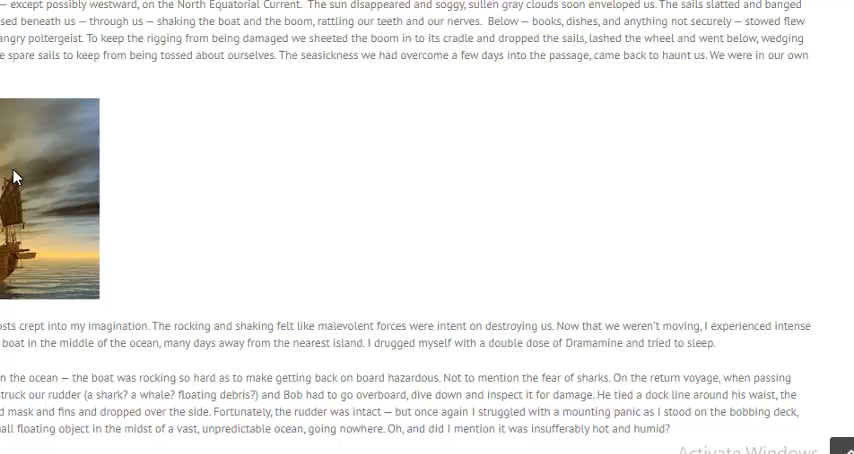 — except possibly westward, on the North Equatorial Current. The sun disappeared and soggy, sullen gray clouds soon enveloped us. The sails slatted and banged
sed beneath us — through us — shaking the boat and the boom, rattling our teeth and our nerves. Below — books, dishes, and anything not securely — stowed flew
angry poltergeist. To keep the rigging from being damaged we sheeted the boom in to its cradle and dropped the sails, lashed the wheel and went below, wedging
e spare sails to keep from being tossed about ourselves. The seasickness we had overcome a few days into the passage, came back to haunt us. We were in our own
osts crept into my imagination. The rocking and shaking felt like malevolent forces were intent on destroying us. Now that we weren't moving, I experienced intense
boat in the middle of the ocean, many days away from the nearest island. I drugged myself with a double dose of Dramamine and tried to sleep.
n the ocean — the boat was rocking so hard as to make getting back on board hazardous. Not to mention the fear of sharks. On the return voyage, when passing
truck our rudder (a shark? a whale? floating debris?) and Bob had to go overboard, dive down and inspect it for damage. He tied a dock line around his waist, the
d mask and fins and dropped over the side. Fortunately, the rudder was intact — but once again I struggled with a mounting panic as I stood on the bobbing deck,
all floating object in the midst of a vast, unpredictable ocean, going nowhere. Oh, and did I mention it was insufferably hot and humid?
Activate Windows